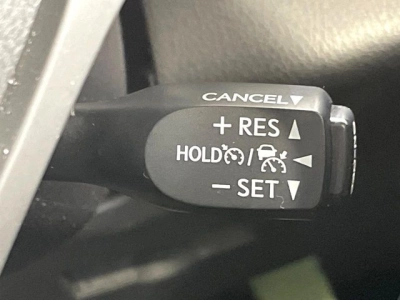 CANCEL▼
+ RES ▲
HOLD / ◄
− SET ▼